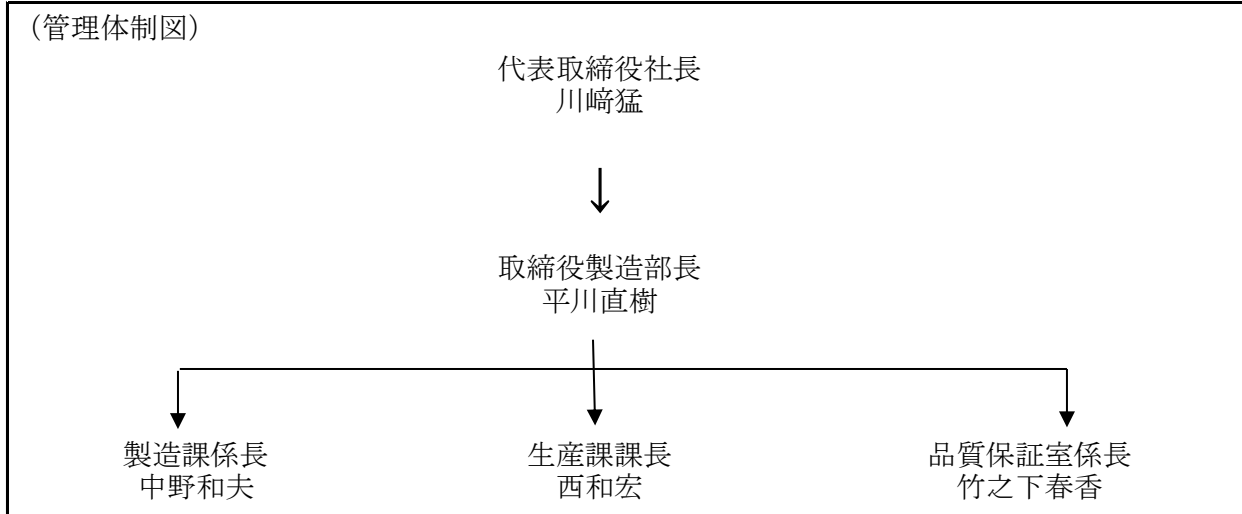 (管理体制図)
代表取締役社長
川﨑猛
取締役製造部長
平川直樹
製造課係長
中野和夫
生産課課長
西和宏
品質保証室係長
竹之下春香